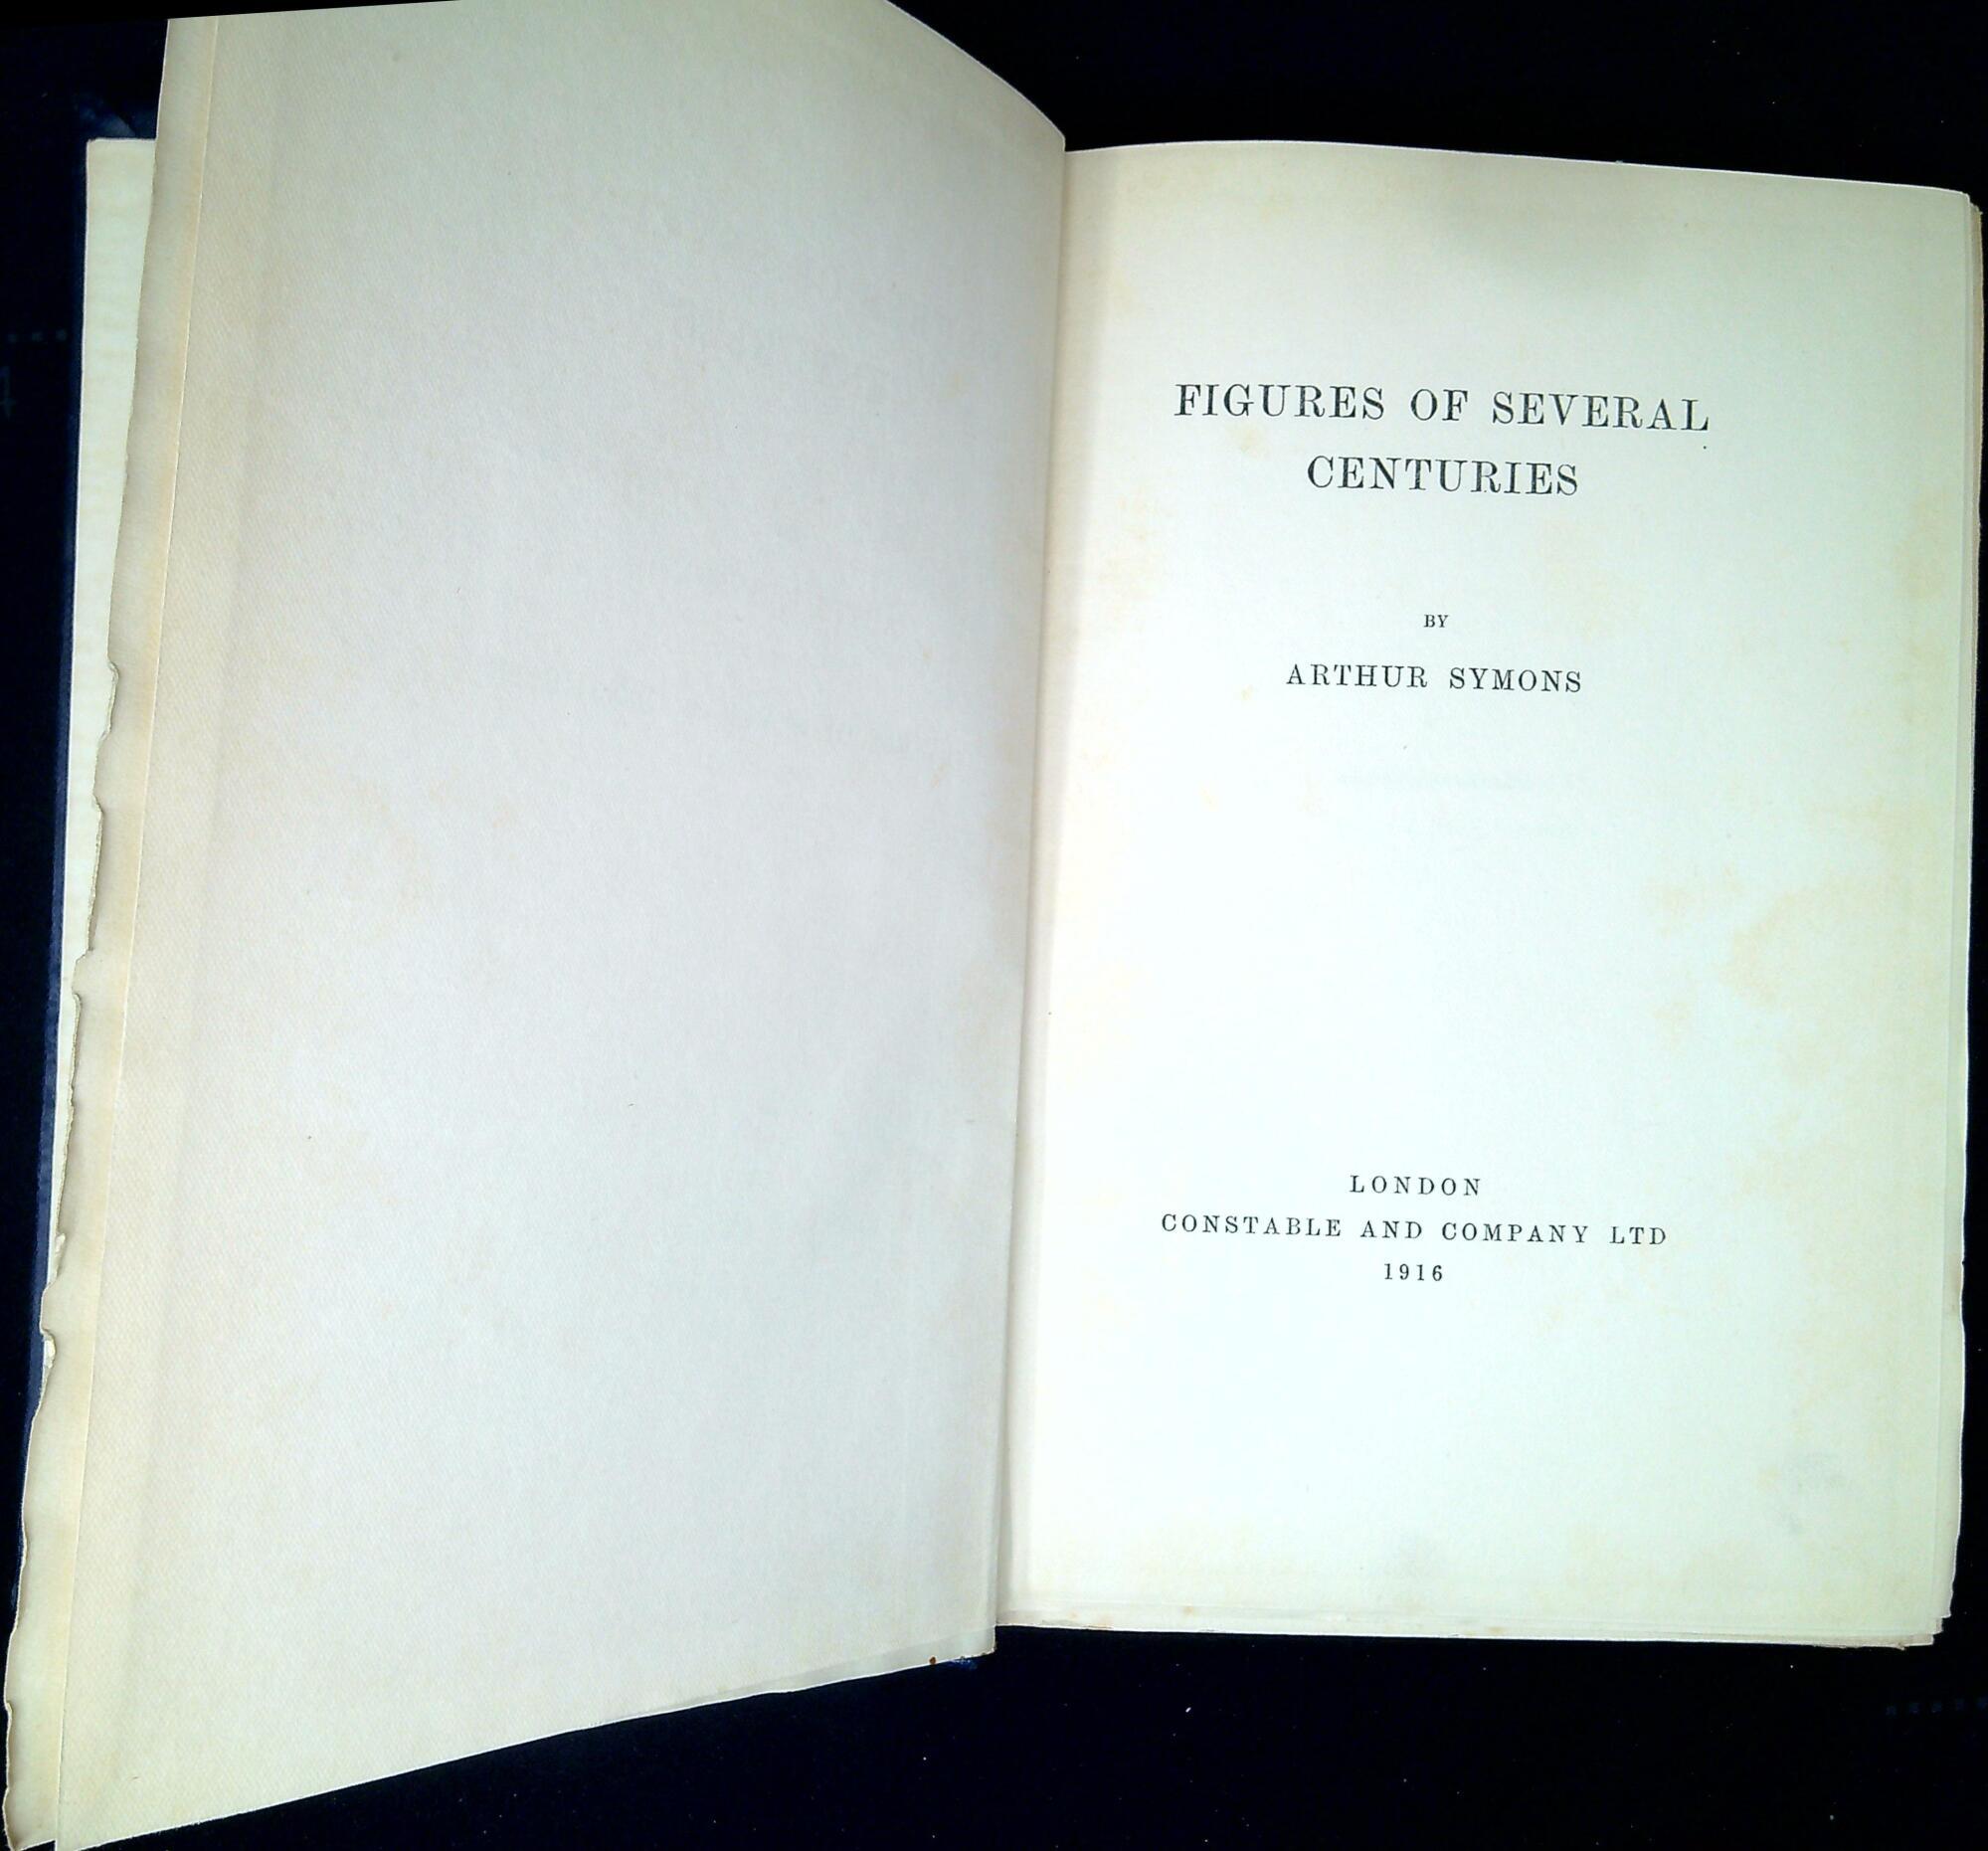 FIGURES OF SEVERAL
CENTURIES
BY
ARTHUR SYMONS
LONDON
CONSTABLE AND COMPANY LTD
1916